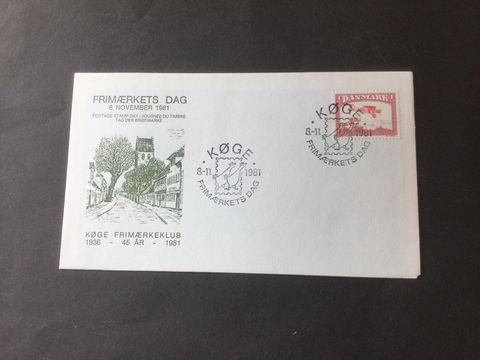 FRIMÆRKETS DAG
8. NOVEMBER 1981
POSTAGE STAMP DAY - JOURNÉE DU TIMBRE
TAG DER BRIEFMARKE
KØGE FRIMÆRKEKLUB
1936 - 45 ÅR - 1981
· KØGE ·
8.-11. 1981
FRIMÆRKETS DAG
DANMARK
· KØGE ·
8.-11. 1981
FRIMÆRKETS DAG